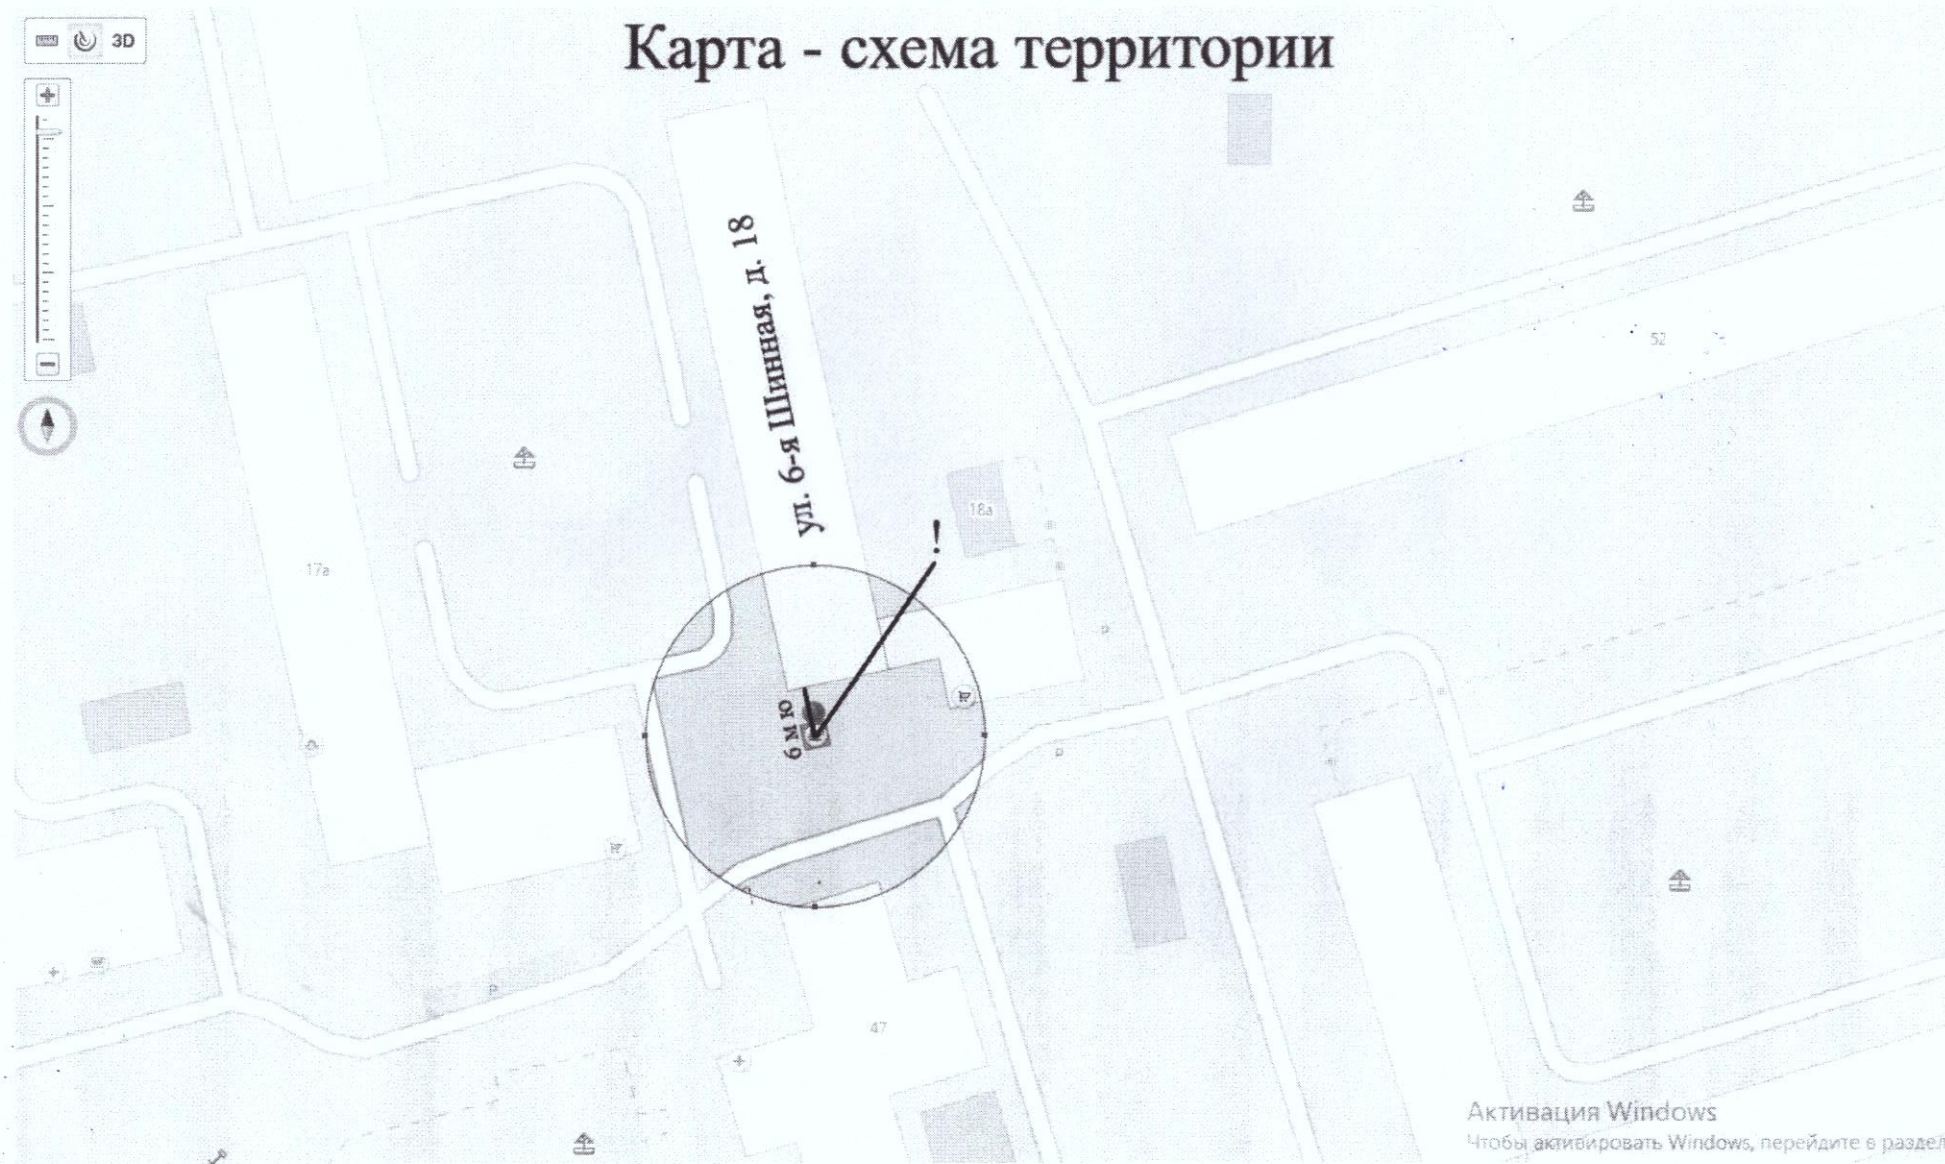 3D
Карта - схема территории
ул. 6-я Шинная, д. 18
52
18а
!
17а
P
6 м ю
P
P
47
Активация Windows
Чтобы активировать Windows, перейдите в раздел